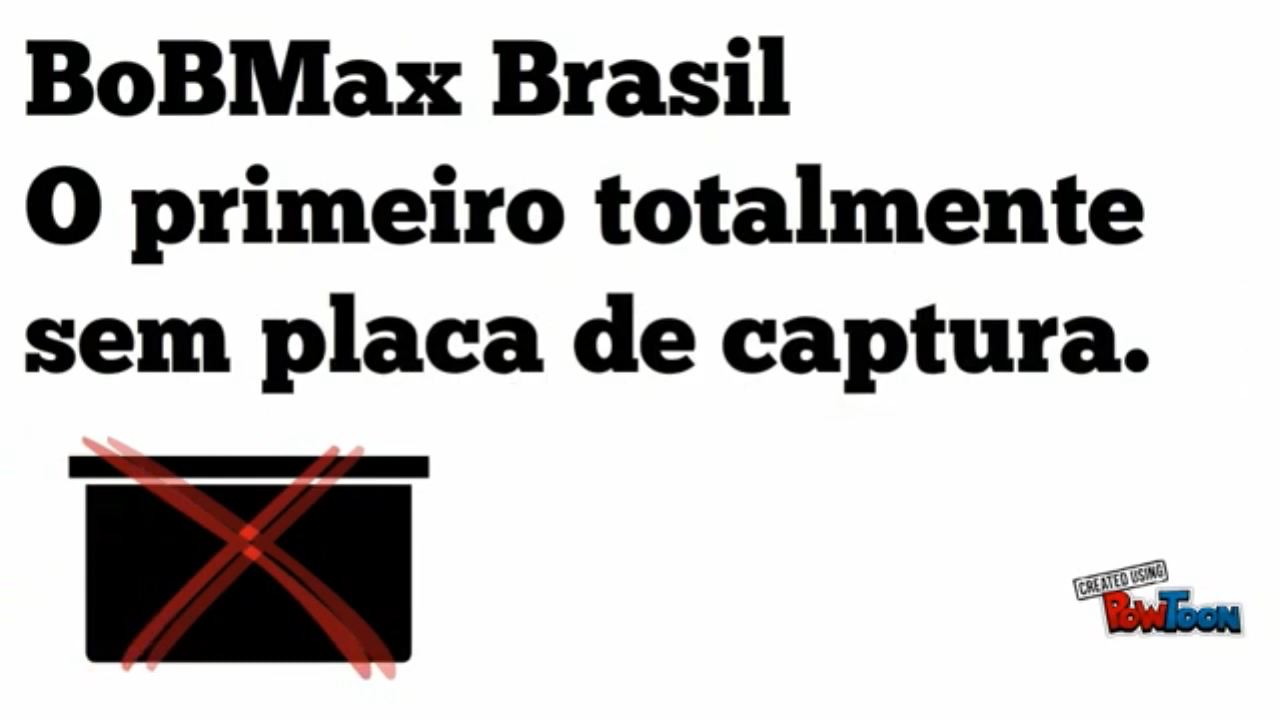 BoBMax Brasil
O primeiro totalmente
sem placa de captura.
CREATED USING
POWTOON